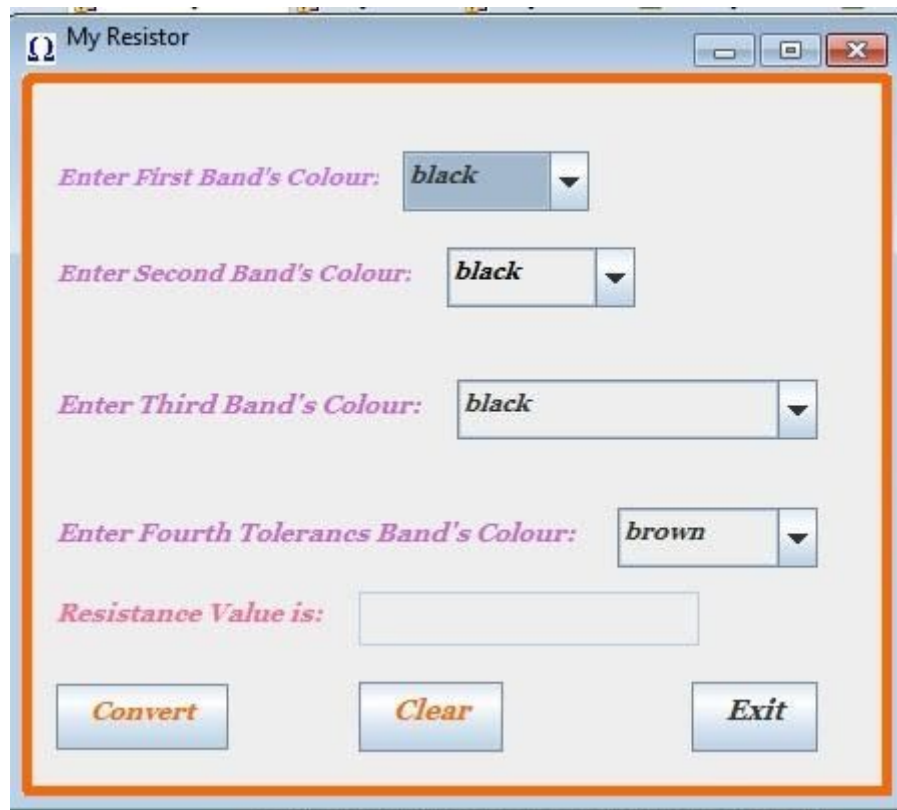 Ω My Resistor
Enter First Band's Colour: black
Enter Second Band's Colour: black
Enter Third Band's Colour: black
Enter Fourth Tolerancs Band's Colour: brown
Resistance Value is:
Convert Clear Exit